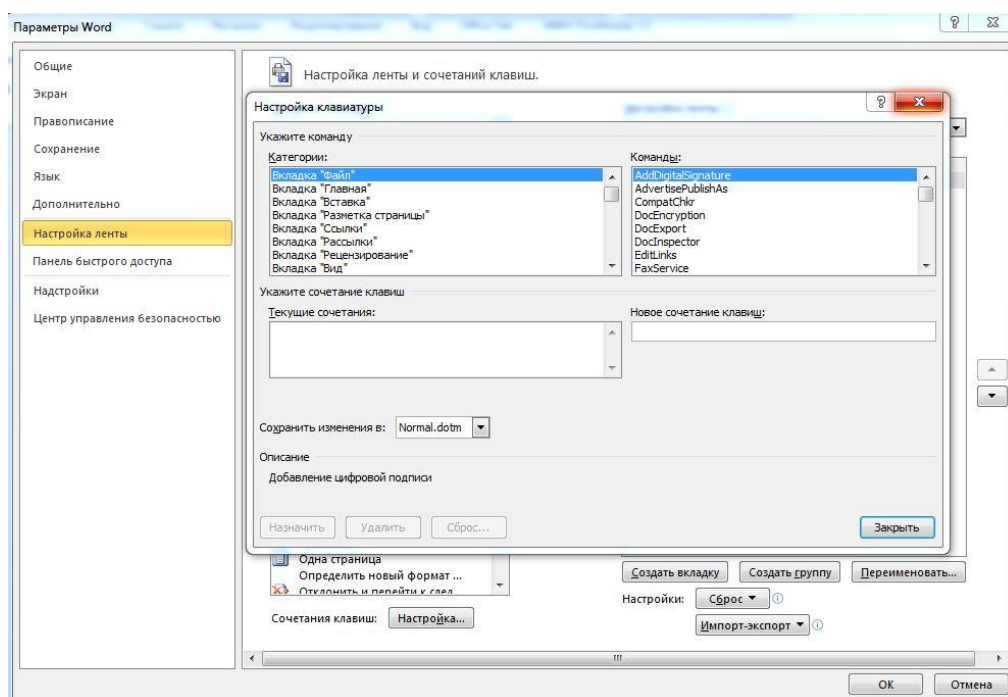 Параметры Word
Общие
Экран
Правописание
Сохранение
Язык
Дополнительно
Настройка ленты
Панель быстрого доступа
Надстройки
Центр управления безопасностью
Настройка ленты и сочетаний клавиш.
Настройка клавиатуры
Укажите команду
Категории:
Вкладка "Файл"
Вкладка "Главная"
Вкладка "Вставка"
Вкладка "Разметка страницы"
Вкладка "Ссылки"
Вкладка "Рассылки"
Вкладка "Рецензирование"
Вкладка "Вид"
Команды:
AddDigitalSignature
AdvertisePublishAs
CompatChkr
DocEncryption
DocExport
DocInspector
EditLinks
FaxService
Укажите сочетание клавиш
Текущие сочетания:
Новое сочетание клавиш:
Сохранить изменения в: Normal.dotm
Описание
Добавление цифровой подписи
Назначить Удалить Сброс...
Закрыть
Одна страница
Определить новый формат ...
Отклонить и перейти к след
Сочетания клавиш: Настройка...
Создать вкладку Создать группу Переименовать...
Настройки: Сброс
Импорт-экспорт
ОК Отмена